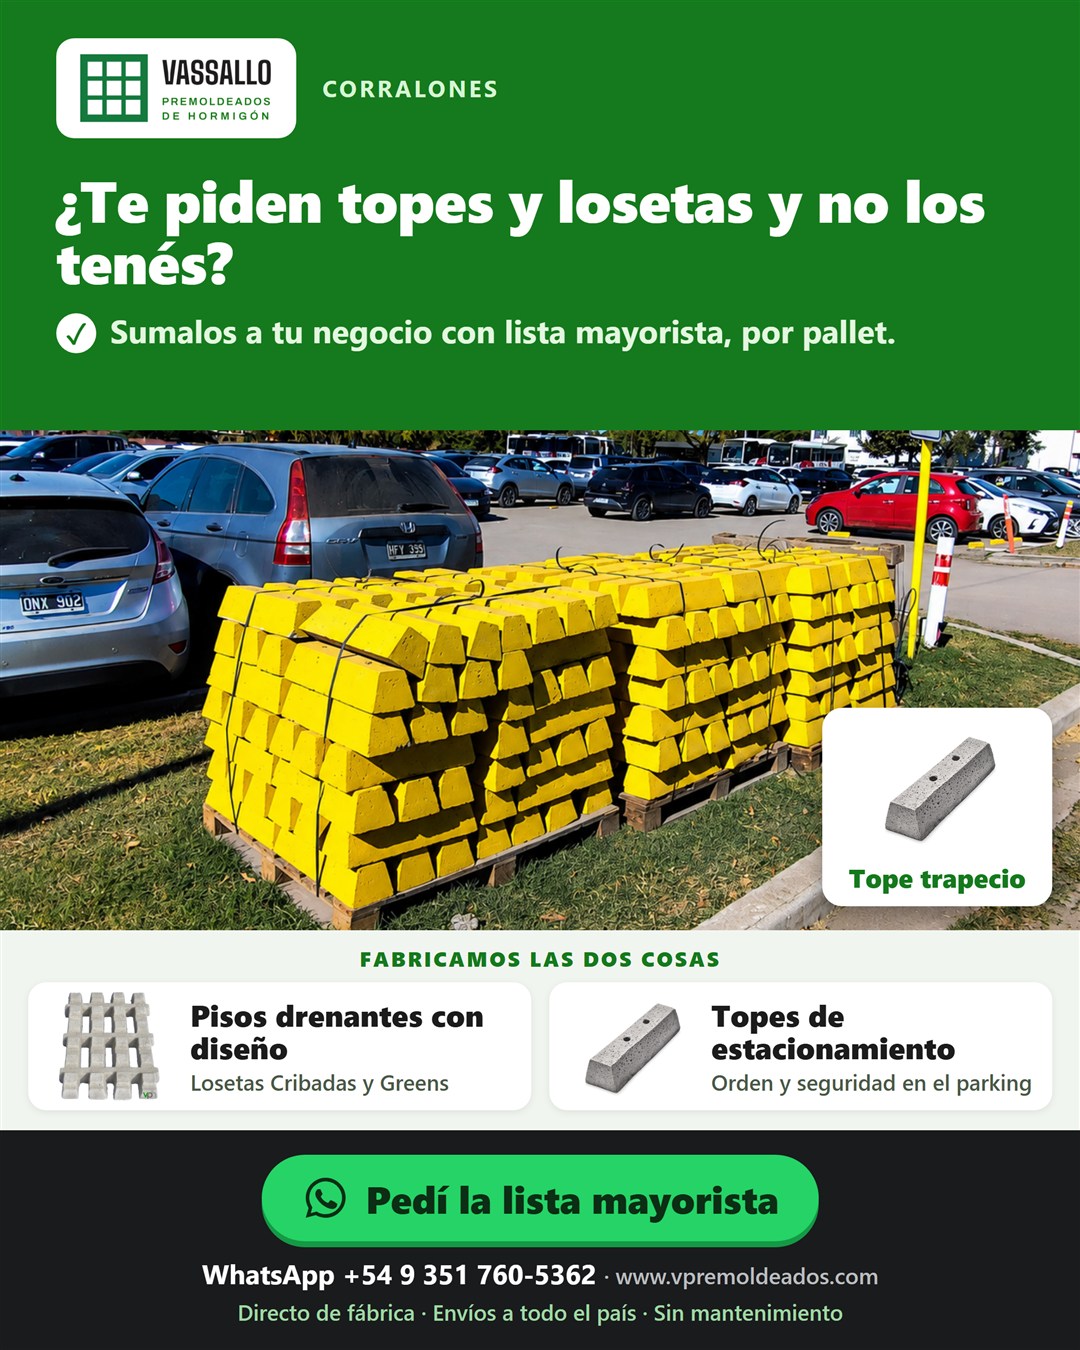 VASSALLO
PREMOLDEADOS
DE HORMIGÓN
CORRALONES
¿Te piden topes y losetas y no los
tenés?
Sumalos a tu negocio con lista mayorista, por pallet.
HFY 395
DNX 902
Tope trapecio
FABRICAMOS LAS DOS COSAS
Pisos drenantes con
diseño
Losetas Cribadas y Greens
Topes de
estacionamiento
Orden y seguridad en el parking
Pedí la lista mayorista
WhatsApp +54 9 351 760-5362 · www.vpremoldeados.com
Directo de fábrica · Envíos a todo el país · Sin mantenimiento